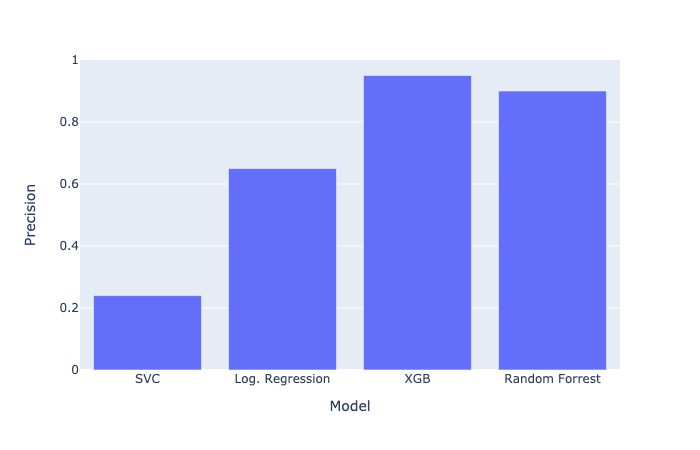 1
0.8
0.6
0.4
0.2
0
Precision
SVC
Log. Regression
XGB
Random Forrest
Model